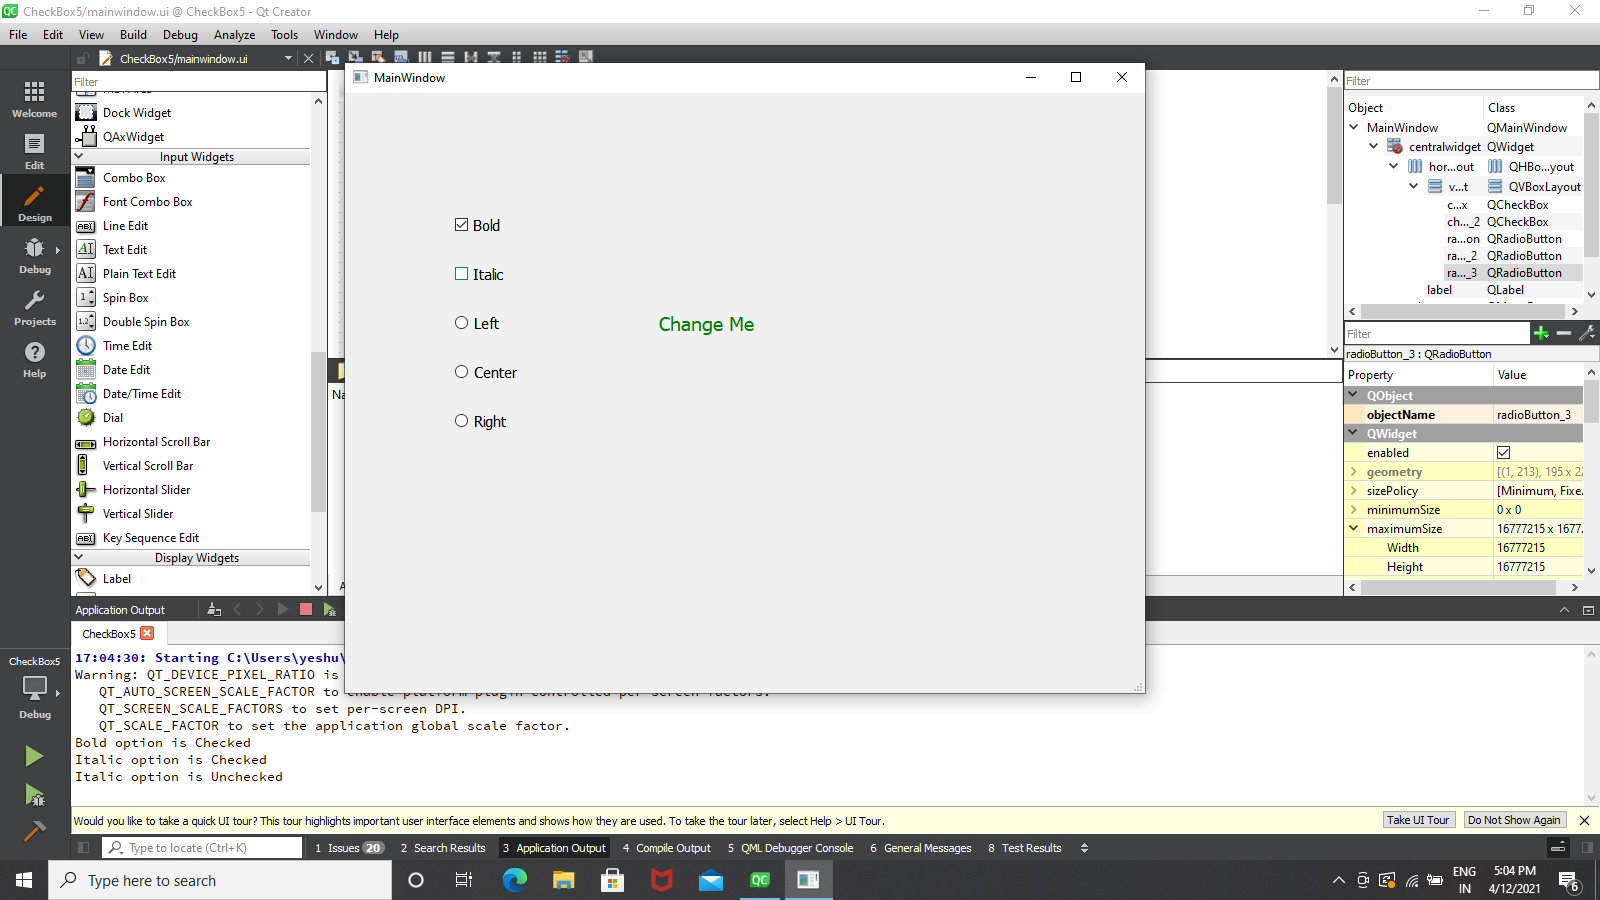 CheckBox5/mainwindow.ui @ CheckBox5 - Qt Creator
File Edit View Build Debug Analyze Tools Window Help
CheckBox5/mainwindow.ui
Filter
Dock Widget
QAxWidget
Input Widgets
Combo Box
Font Combo Box
Line Edit
Text Edit
Plain Text Edit
Spin Box
Double Spin Box
Time Edit
Date Edit
Date/Time Edit
Dial
Horizontal Scroll Bar
Vertical Scroll Bar
Horizontal Slider
Vertical Slider
Key Sequence Edit
Display Widgets
Label
Welcome
Edit
Design
Debug
Projects
Help
CheckBox5
Debug
MainWindow
Bold
Italic
Left
Change Me
Center
Right
Filter
Object Class
MainWindow QMainWindow
centralwidget QWidget
hor...out QHBo...yout
v...t QVBoxLayout
c...x QCheckBox
ch..._2 QCheckBox
ra...on QRadioButton
ra..._2 QRadioButton
ra..._3 QRadioButton
label QLabel
Filter
radioButton_3 : QRadioButton
Property Value
QObject
objectName radioButton_3
QWidget
enabled
geometry [(1, 213), 195 x 22
sizePolicy [Minimum, Fixe...
minimumSize 0 x 0
maximumSize 16777215 x 1677...
Width 16777215
Height 16777215
Application Output
CheckBox5
17:04:30: Starting C:\Users\yeshu\
Warning: QT_DEVICE_PIXEL_RATIO is
QT_AUTO_SCREEN_SCALE_FACTOR to enable platform plugin controlled per-screen factors.
QT_SCREEN_SCALE_FACTORS to set per-screen DPI.
QT_SCALE_FACTOR to set the application global scale factor.
Bold option is Checked
Italic option is Checked
Italic option is Unchecked
Would you like to take a quick UI tour? This tour highlights important user interface elements and shows how they are used. To take the tour later, select Help > UI Tour. Take UI Tour Do Not Show Again
Type to locate (Ctrl+K) 1 Issues 20 2 Search Results 3 Application Output 4 Compile Output 5 QML Debugger Console 6 General Messages 8 Test Results
Type here to search
ENG
IN
5:04 PM
4/12/2021
6